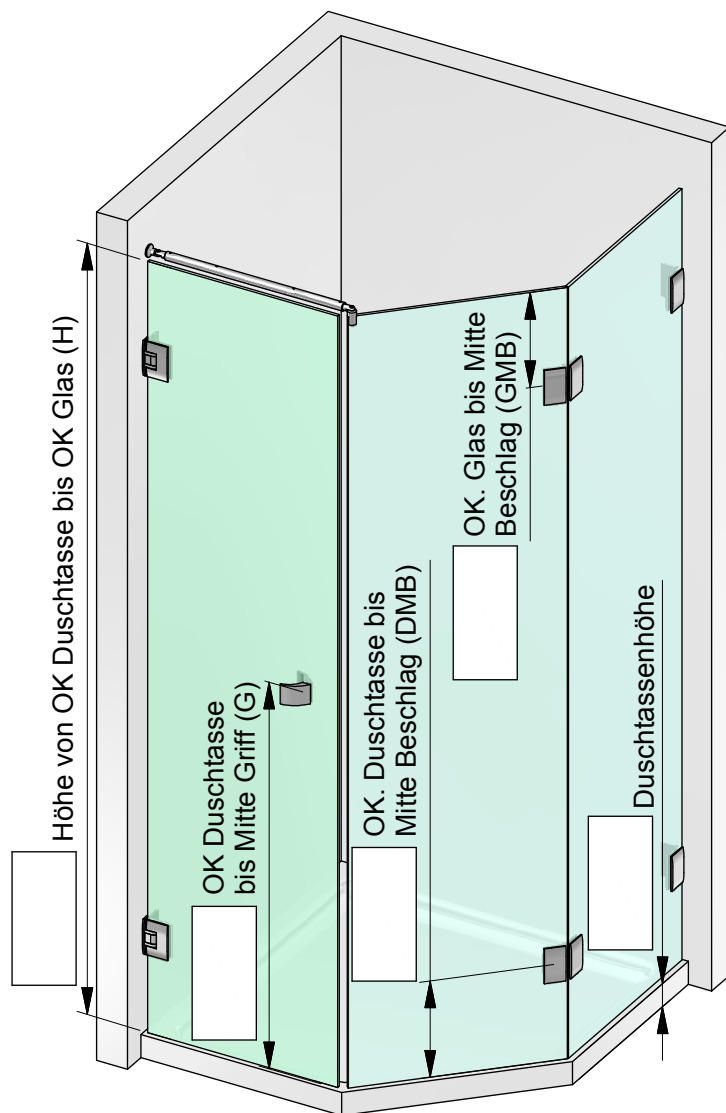 Höhe von OK Duschtasse bis OK Glas (H)
OK Duschtasse
bis Mitte Griff (G)
OK. Duschtasse bis
Mitte Beschlag (DMB)
OK. Glas bis Mitte
Beschlag (GMB)
Duschtassenhöhe